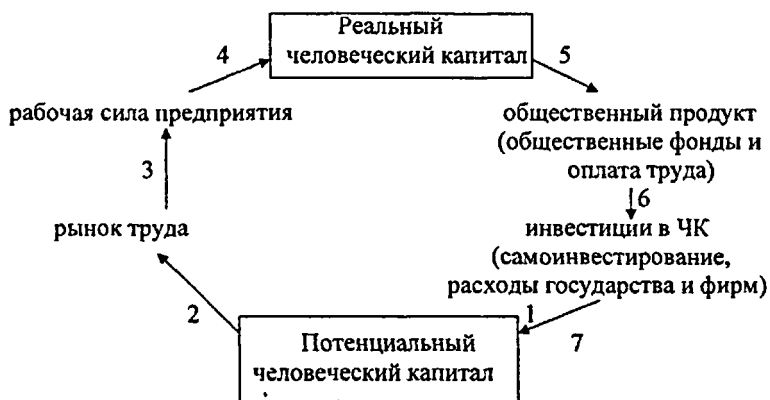 Реальный
человеческий капитал
4
5
рабочая сила предприятия
общественный продукт
(общественные фонды и
оплата труда)
3
6
рынок труда
инвестиции в ЧК
(самоинвестирование,
расходы государства и фирм)
2
1
7
Потенциальный
человеческий капитал